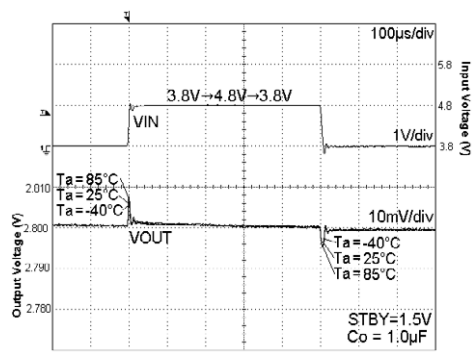 100µs/div
5.8
3.8V→4.8V→3.8V
4.8
VIN
1V/div
3.8
Input Voltage (V)
2.010
Ta=85°C
Ta=25°C
Ta=-40°C
10mV/div
2.800
VOUT
Ta=-40°C
Ta=25°C
Ta=85°C
2.790
2.780
Output Voltage (V)
STBY=1.5V
Co = 1.0µF